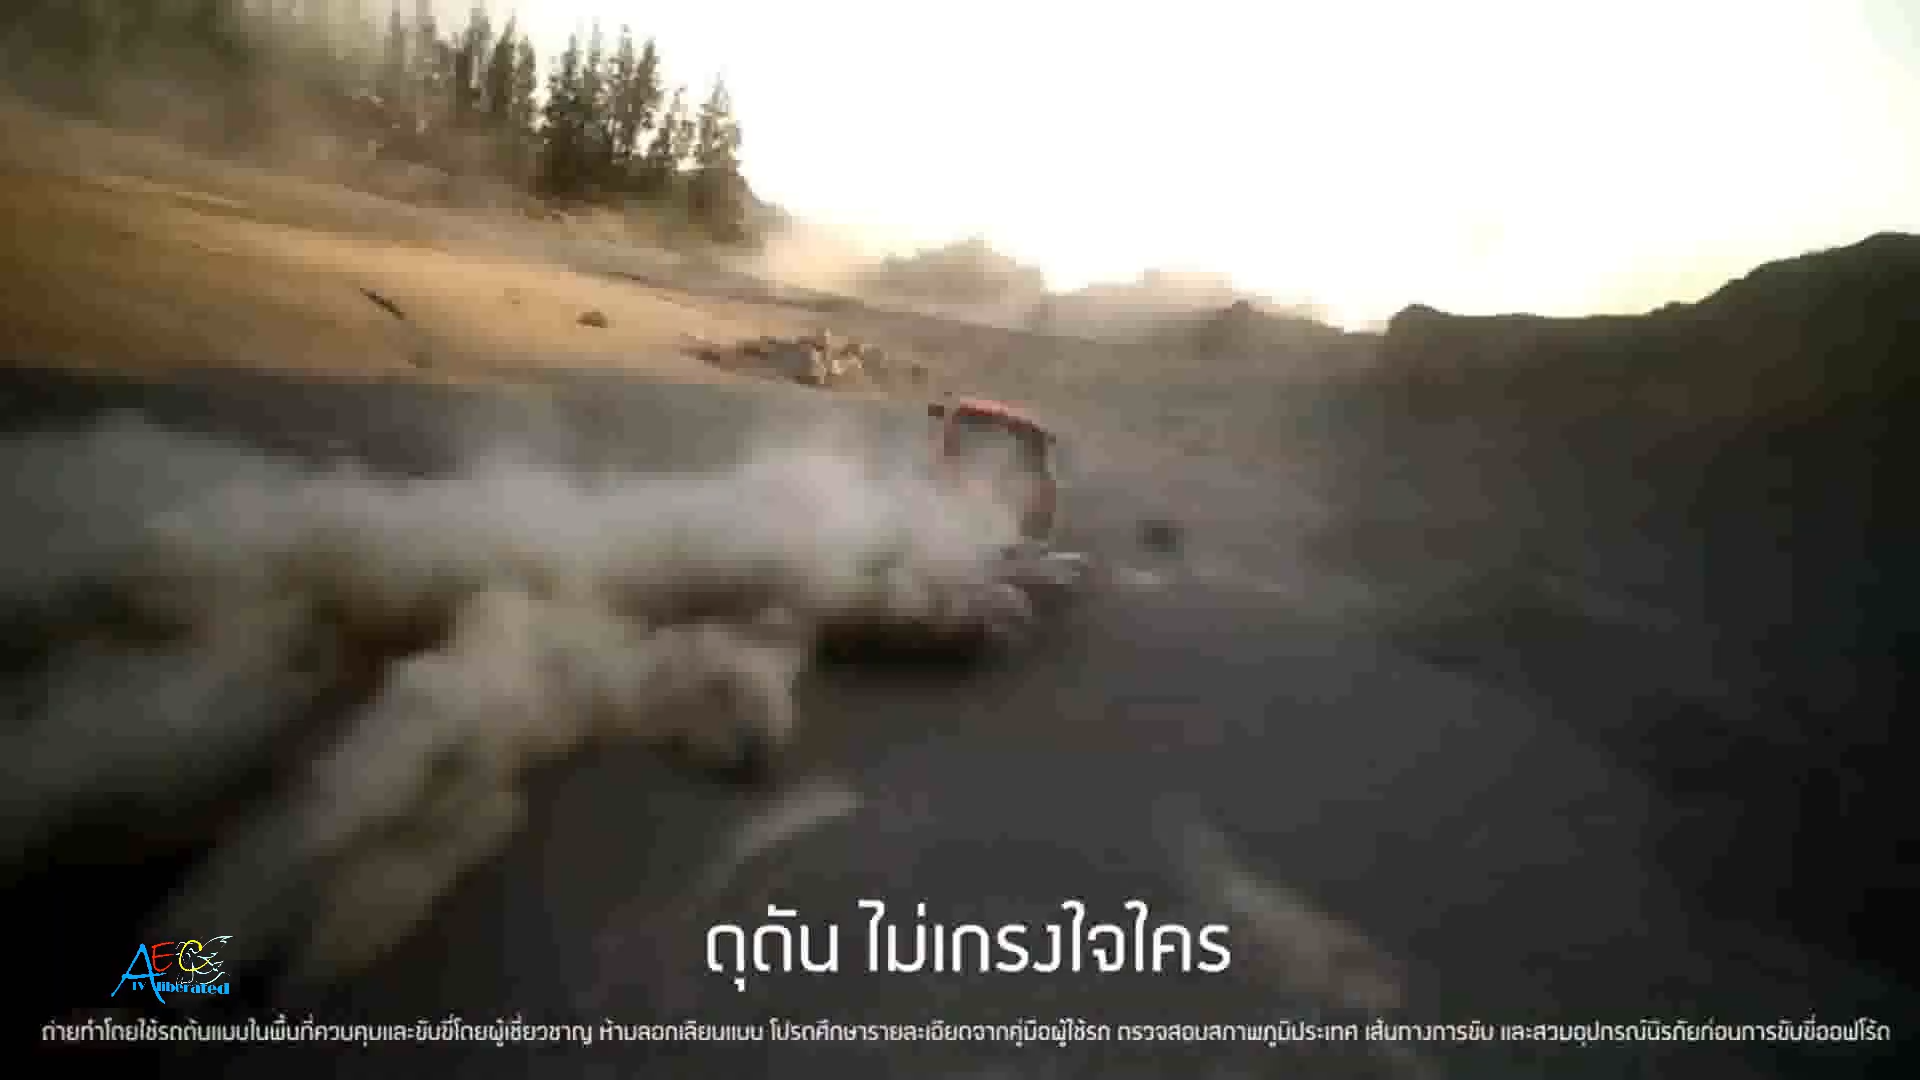 ดุดัน ไม่เกรงใจใคร
AEC
TV liberated
ถ่ายทำโดยใช้รถต้นแบบในพื้นที่ควบคุมและขับขี่โดยผู้เชี่ยวชาญ ห้ามลอกเลียนแบบ โปรดศึกษารายละเอียดจากคู่มือผู้ใช้รถ ตรวจสอบสภาพภูมิประเทศ เส้นทางการขับ และสวมอุปกรณ์นิรภัยก่อนการขับขี่ออฟโร้ด